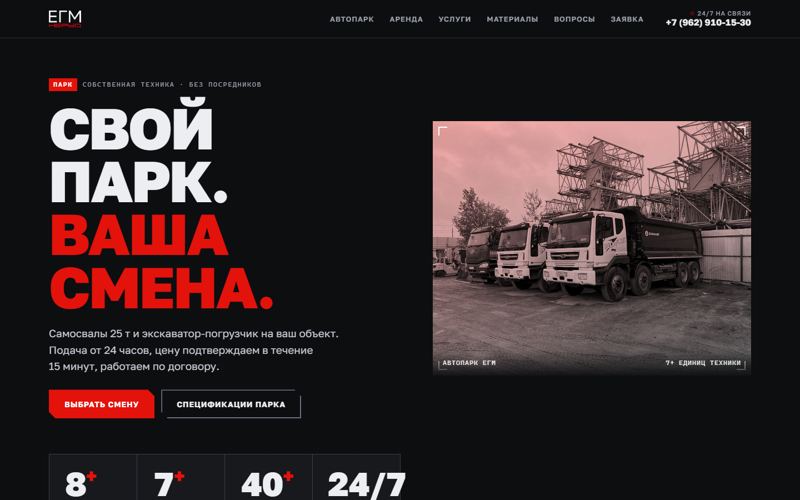 ЕГМ
НЕРУД
АВТОПАРК АРЕНДА УСЛУГИ МАТЕРИАЛЫ ВОПРОСЫ ЗАЯВКА
24/7 НА СВЯЗИ
+7 (962) 910-15-30
ПАРК СОБСТВЕННАЯ ТЕХНИКА · БЕЗ ПОСРЕДНИКОВ
СВОЙ
ПАРК.
ВАША
СМЕНА.
Самосвалы 25 т и экскаватор-погрузчик на ваш объект.
Подача от 24 часов, цену подтверждаем в течение
15 минут, работаем по договору.
ВЫБРАТЬ СМЕНУ СПЕЦИФИКАЦИИ ПАРКА
АВТОПАРК ЕГМ 7+ ЕДИНИЦ ТЕХНИКИ
8+ 7+ 40+ 24/7